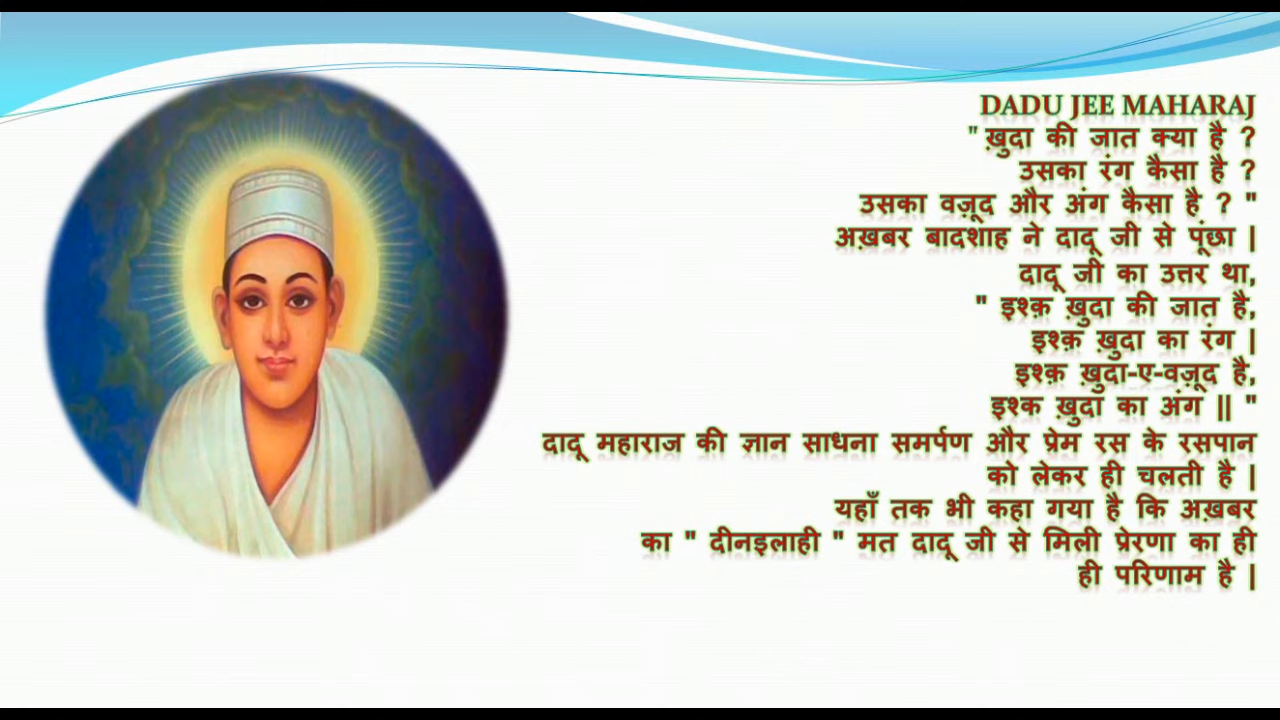 DADU JEE MAHARAJ
" ख़ुदा की जात क्या है ?
उसका रंग कैसा है ?
उसका वज़ूद और अंग कैसा है ? "
अख़बर बादशाह ने दादू जी से पूंछा |
दादू जी का उत्तर था,
" इश्क़ ख़ुदा की जात है,
इश्क़ ख़ुदा का रंग |
इश्क़ ख़ुदा-ए-वज़ूद है,
इश्क ख़ुदा का अंग || "
दादू महाराज की ज्ञान साधना समर्पण और प्रेम रस के रसपान
को लेकर ही चलती है |
यहाँ तक भी कहा गया है कि अख़बर
का " दीनइलाही " मत दादू जी से मिली प्रेरणा का ही
ही परिणाम है |